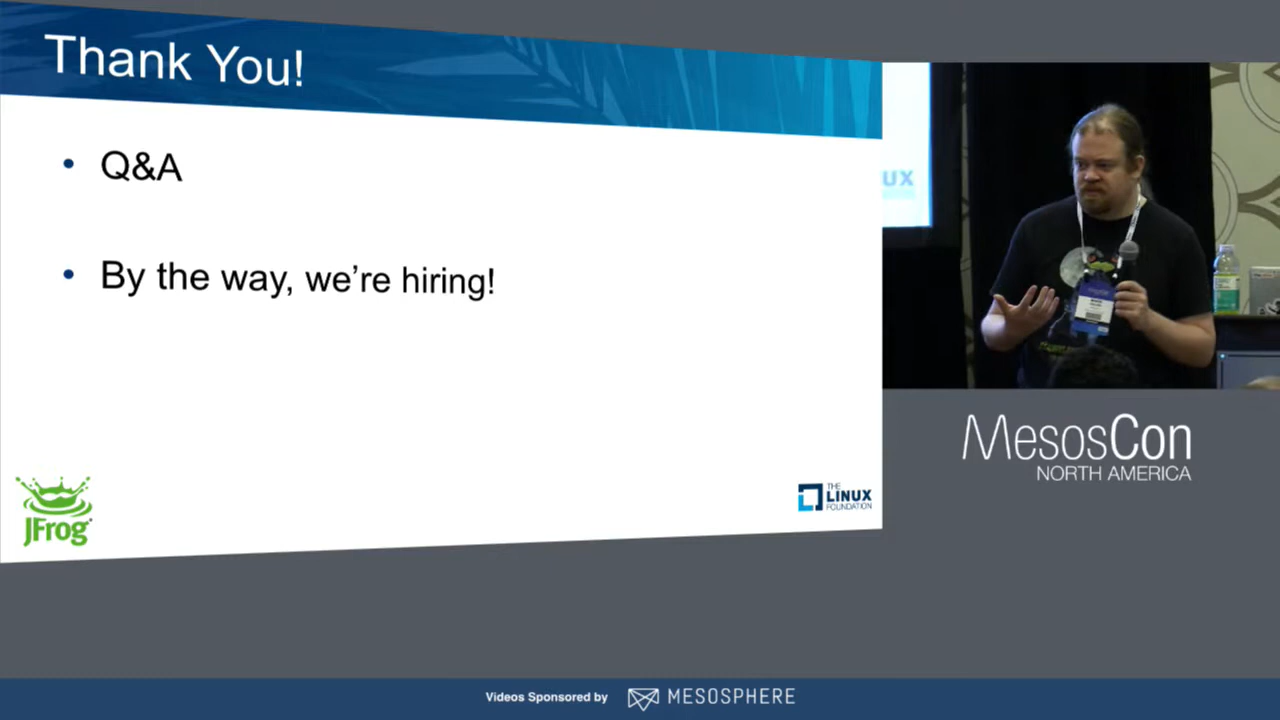 Thank You!
• Q&A
• By the way, we're hiring!
JFrog
THE
LINUX
FOUNDATION
UX
MesosCon
NORTH AMERICA
Videos Sponsored by MESOSPHERE